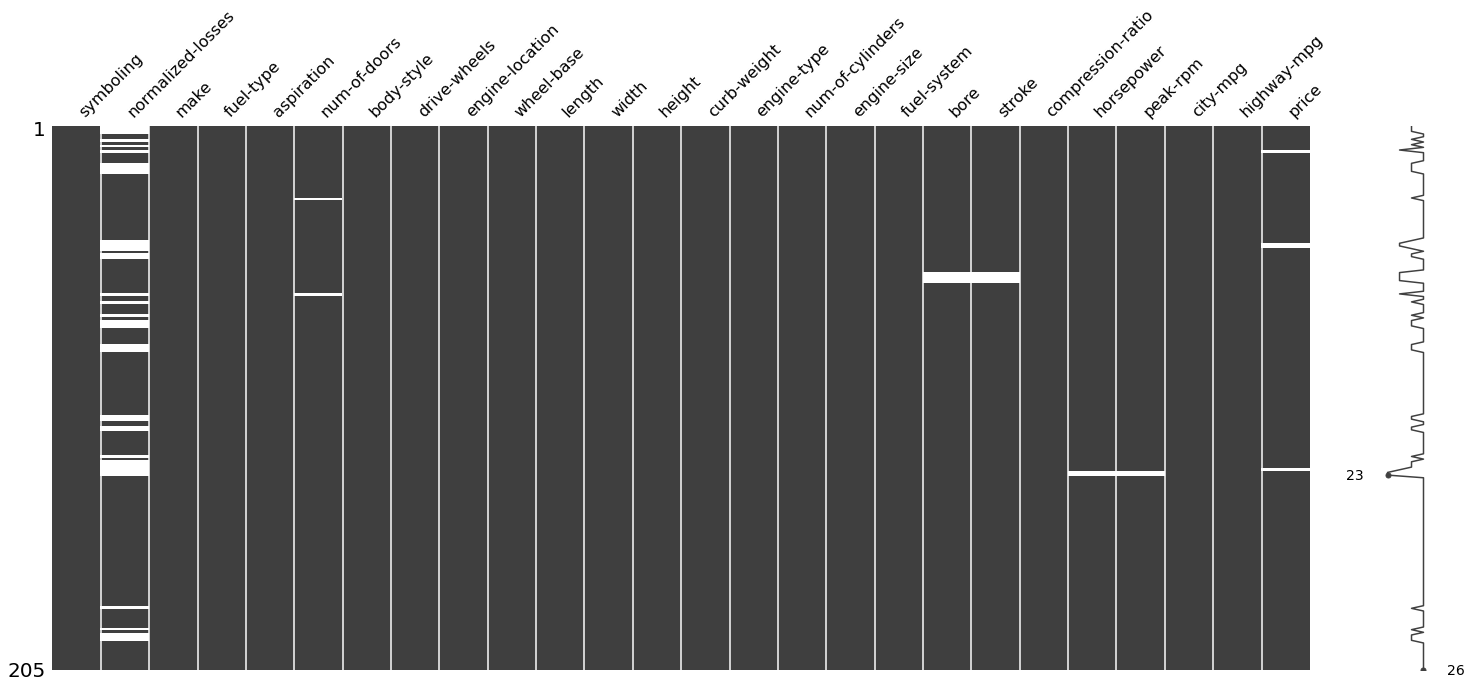 symboling
normalized-losses
make
fuel-type
aspiration
num-of-doors
body-style
drive-wheels
engine-location
wheel-base
length
width
height
curb-weight
engine-type
num-of-cylinders
engine-size
fuel-system
bore
stroke
compression-ratio
horsepower
peak-rpm
city-mpg
highway-mpg
price
1
23
205
26